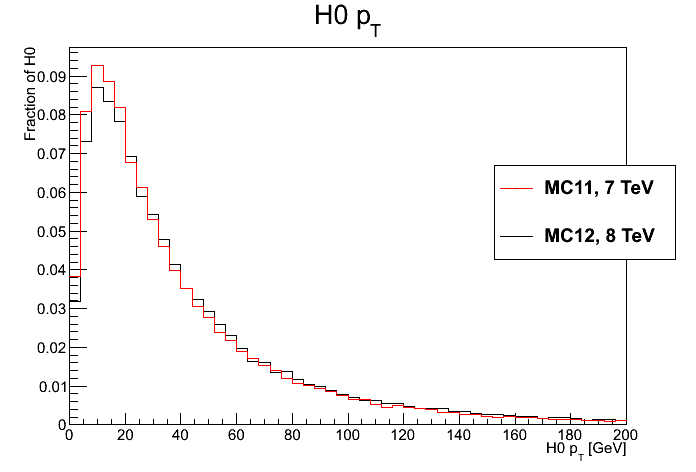 H0 pT
Fraction of H0
0.09
0.08
0.07
0.06
0.05
0.04
0.03
0.02
0.01
0
MC11, 7 TeV
MC12, 8 TeV
0 20 40 60 80 100 120 140 160 180 200
H0 pT [GeV]